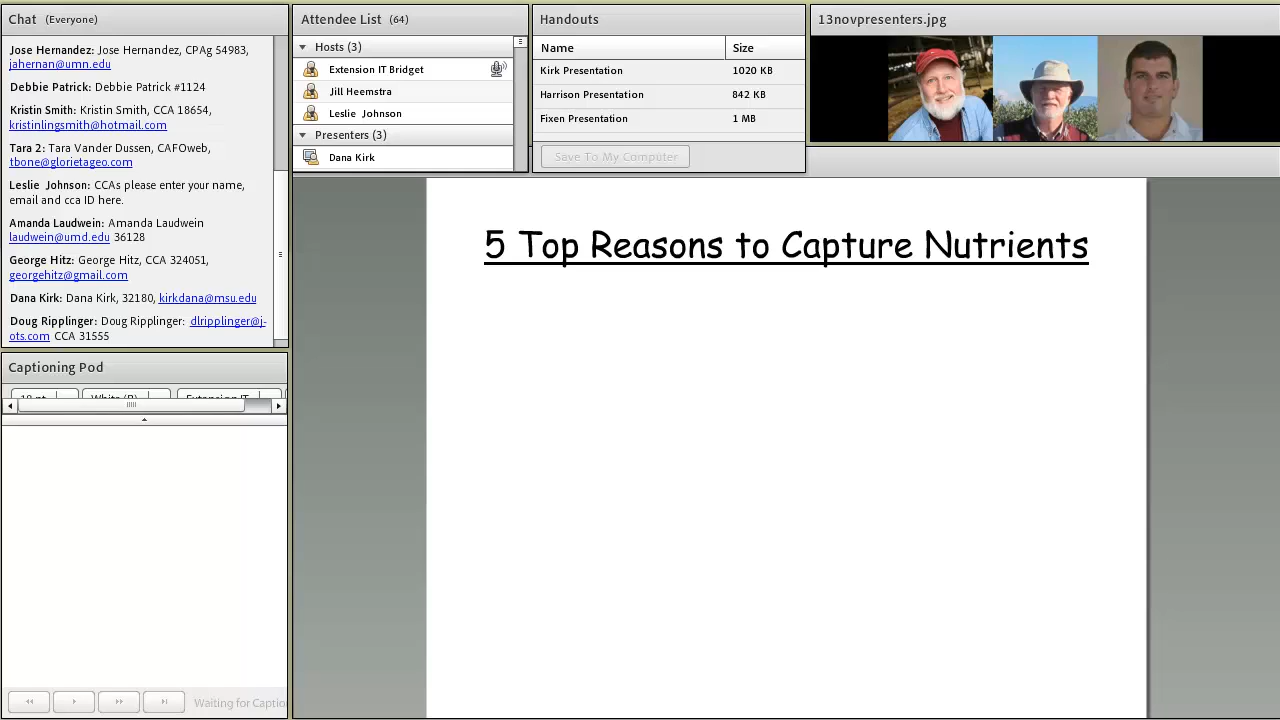 Chat (Everyone)
Jose Hernandez: Jose Hernandez, CPAg 54983,
jahernan@umn.edu
Debbie Patrick: Debbie Patrick #1124
Kristin Smith: Kristin Smith, CCA 18654,
kristinlingsmith@hotmail.com
Tara 2: Tara Vander Dussen, CAFOweb,
tbone@glorietageo.com
Leslie Johnson: CCAs please enter your name,
email and cca ID here.
Amanda Laudwein: Amanda Laudwein
laudwein@umd.edu 36128
George Hitz: George Hitz, CCA 324051,
georgehitz@gmail.com
Dana Kirk: Dana Kirk, 32180, kirkdana@msu.edu
Doug Ripplinger: Doug Ripplinger: dlripplinger@j-
ots.com CCA 31555
Captioning Pod
Waiting for Captio
Attendee List (64)
Hosts (3)
Extension IT Bridget
Jill Heemstra
Leslie Johnson
Presenters (3)
Dana Kirk
Handouts
Name Size
Kirk Presentation 1020 KB
Harrison Presentation 842 KB
Fixen Presentation 1 MB
Save To My Computer
13novpresenters.jpg
5 Top Reasons to Capture Nutrients